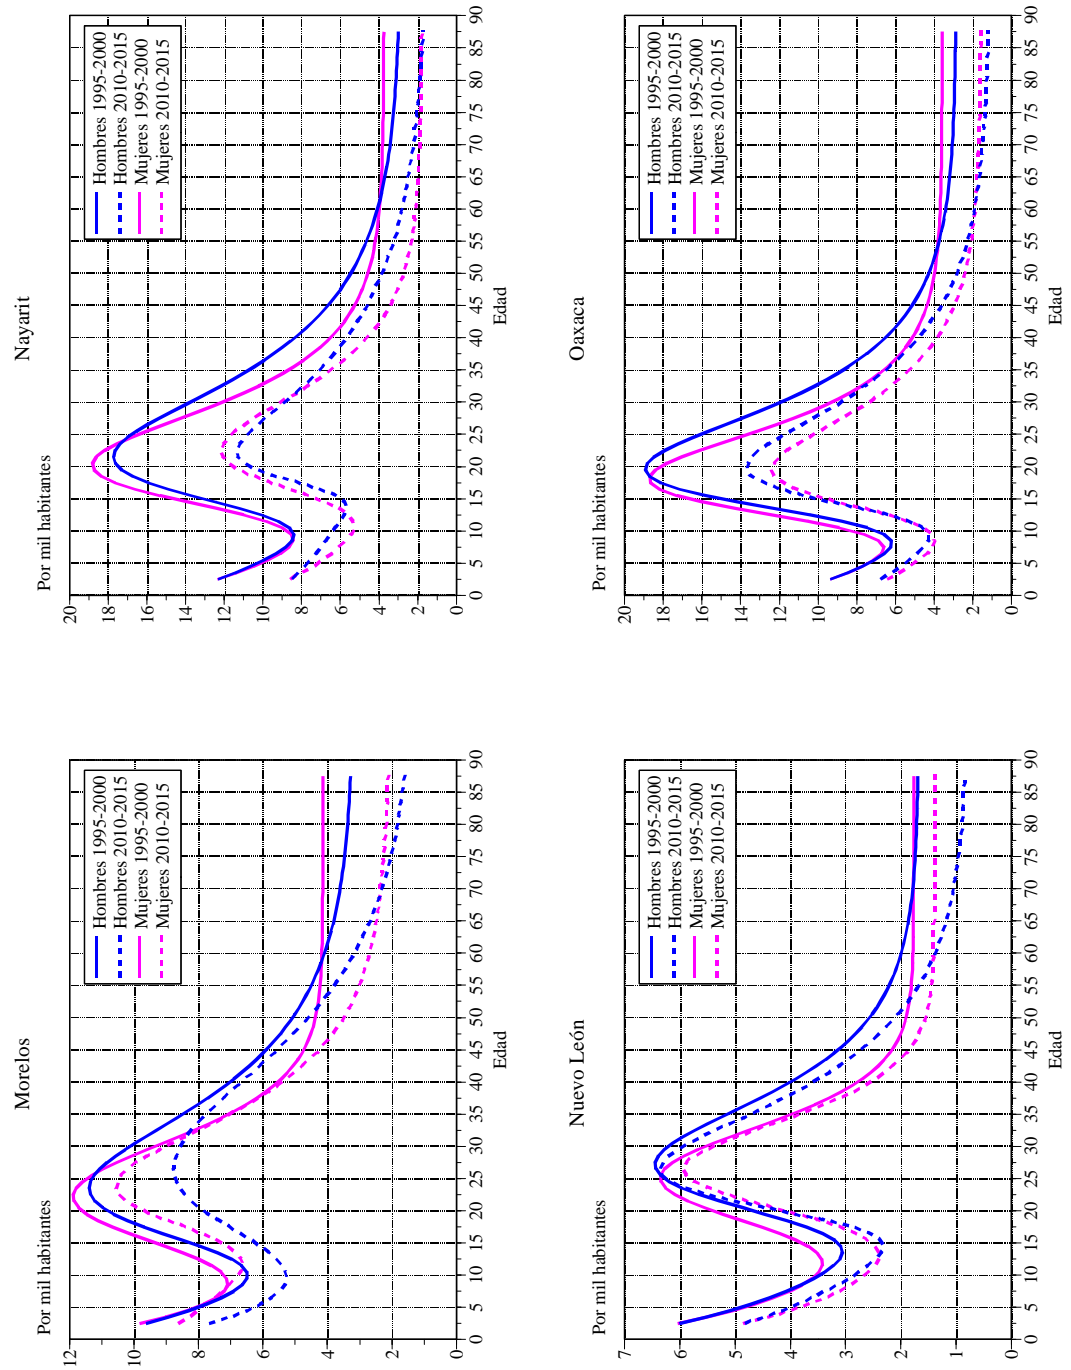 Morelos
Por mil habitantes
12
10
8
6
4
2
0
Hombres 1995-2000
Hombres 2010-2015
Mujeres 1995-2000
Mujeres 2010-2015
0 5 10 15 20 25 30 35 40 45 50 55 60 65 70 75 80 85 90
Edad
Nayarit
Por mil habitantes
20
18
16
14
12
10
8
6
4
2
0
Hombres 1995-2000
Hombres 2010-2015
Mujeres 1995-2000
Mujeres 2010-2015
0 5 10 15 20 25 30 35 40 45 50 55 60 65 70 75 80 85 90
Edad
Nuevo León
Por mil habitantes
7
6
5
4
3
2
1
0
Hombres 1995-2000
Hombres 2010-2015
Mujeres 1995-2000
Mujeres 2010-2015
0 5 10 15 20 25 30 35 40 45 50 55 60 65 70 75 80 85 90
Edad
Oaxaca
Por mil habitantes
20
18
16
14
12
10
8
6
4
2
0
Hombres 1995-2000
Hombres 2010-2015
Mujeres 1995-2000
Mujeres 2010-2015
0 5 10 15 20 25 30 35 40 45 50 55 60 65 70 75 80 85 90
Edad